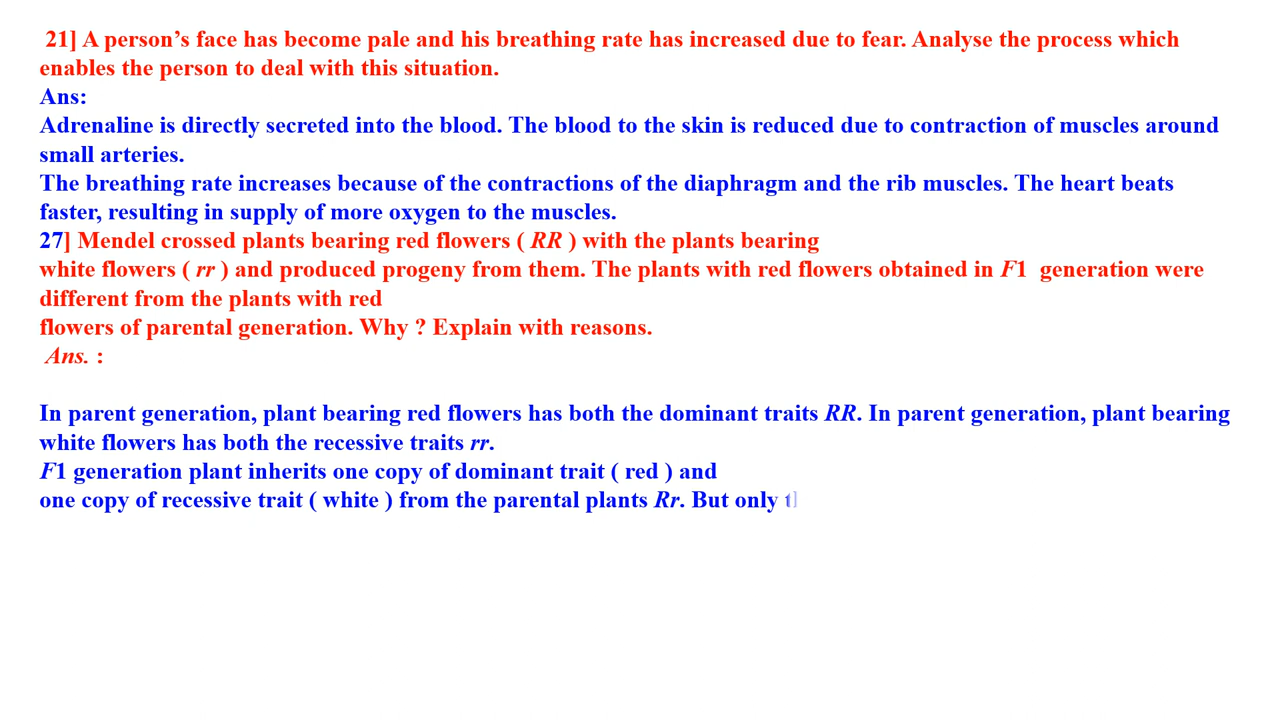 21] A person’s face has become pale and his breathing rate has increased due to fear. Analyse the process which
enables the person to deal with this situation.
Ans:
Adrenaline is directly secreted into the blood. The blood to the skin is reduced due to contraction of muscles around
small arteries.
The breathing rate increases because of the contractions of the diaphragm and the rib muscles. The heart beats
faster, resulting in supply of more oxygen to the muscles.
27] Mendel crossed plants bearing red flowers ( RR ) with the plants bearing
white flowers ( rr ) and produced progeny from them. The plants with red flowers obtained in F1 generation were
different from the plants with red
flowers of parental generation. Why ? Explain with reasons.
Ans. :
In parent generation, plant bearing red flowers has both the dominant traits RR. In parent generation, plant bearing
white flowers has both the recessive traits rr.
F1 generation plant inherits one copy of dominant trait ( red ) and
one copy of recessive trait ( white ) from the parental plants Rr. But only